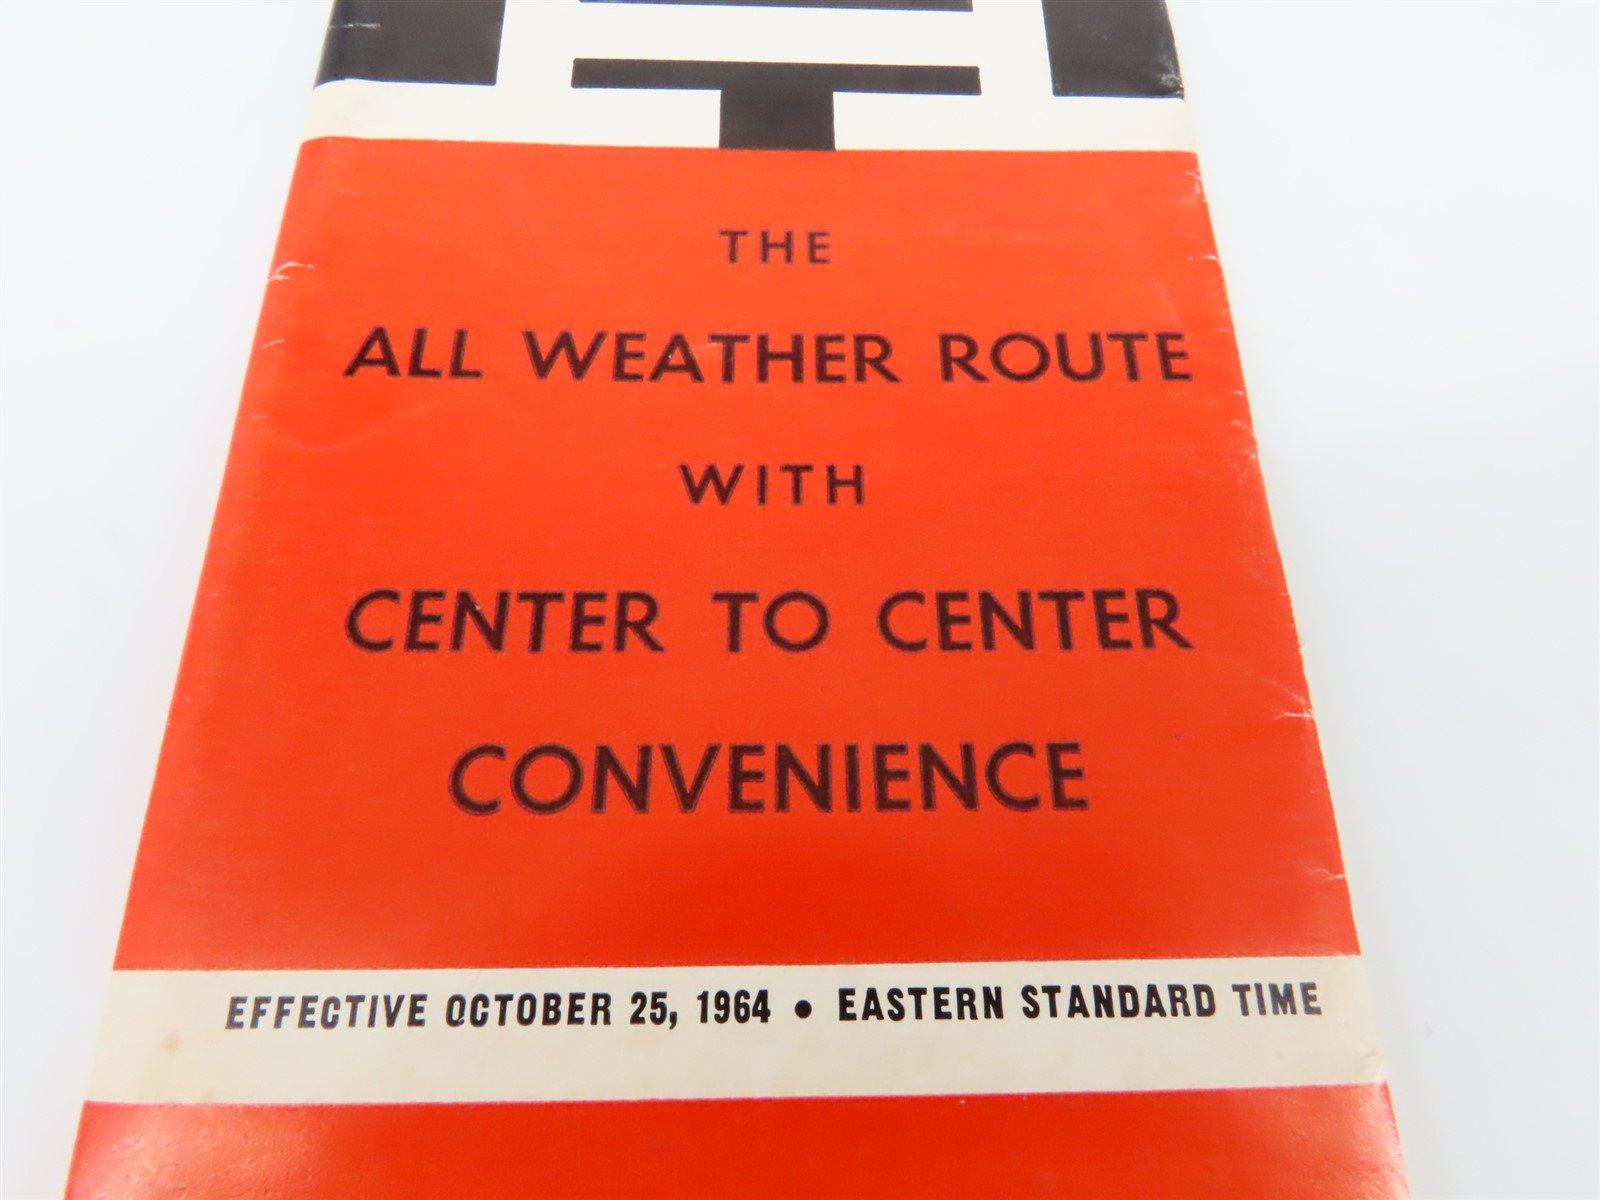 THE
ALL WEATHER ROUTE
WITH
CENTER TO CENTER
CONVENIENCE
EFFECTIVE OCTOBER 25, 1964 • EASTERN STANDARD TIME